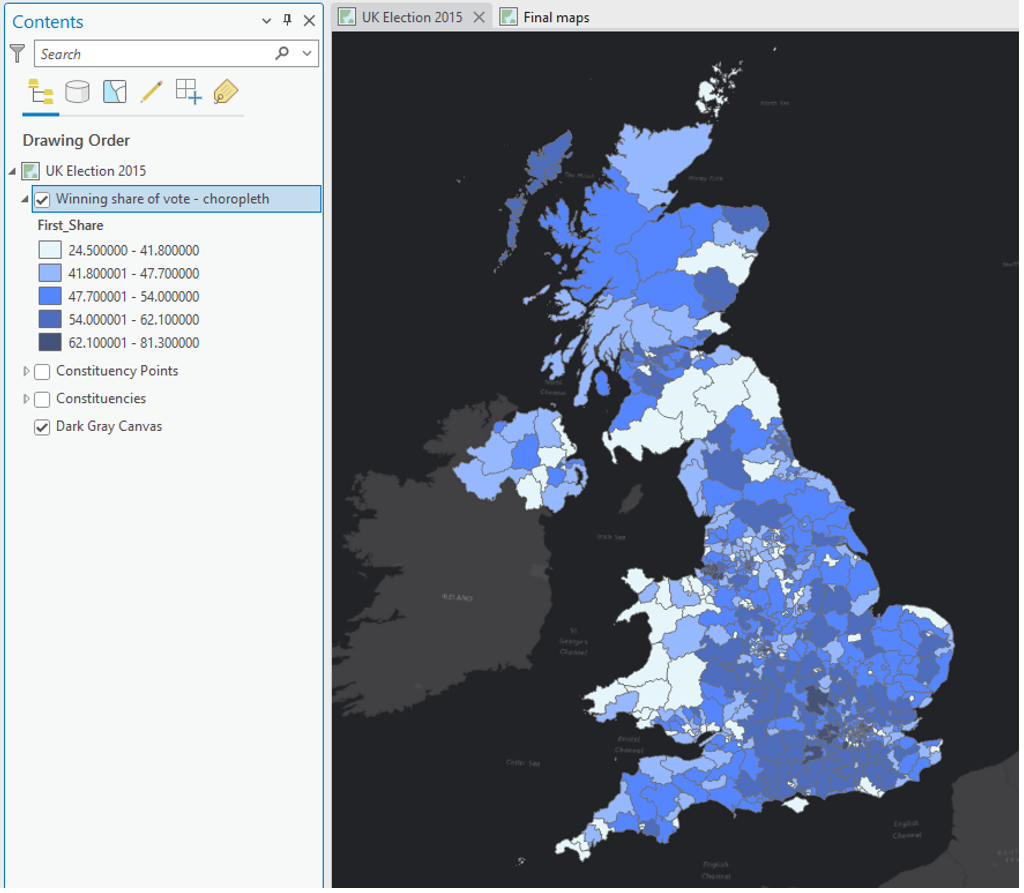 Contents
UK Election 2015
Final maps
Search
Drawing Order
UK Election 2015
Winning share of vote - choropleth
First_Share
24.500000 - 41.800000
41.800001 - 47.700000
47.700001 - 54.000000
54.000001 - 62.100000
62.100001 - 81.300000
Constituency Points
Constituencies
Dark Gray Canvas
North Sea
The Minch
Moray Firth
North
Channel
Irish Sea
IRELAND
St.
George's
Channel
Bristol
Channel
Celtic Sea
English
Channel
English
Channel